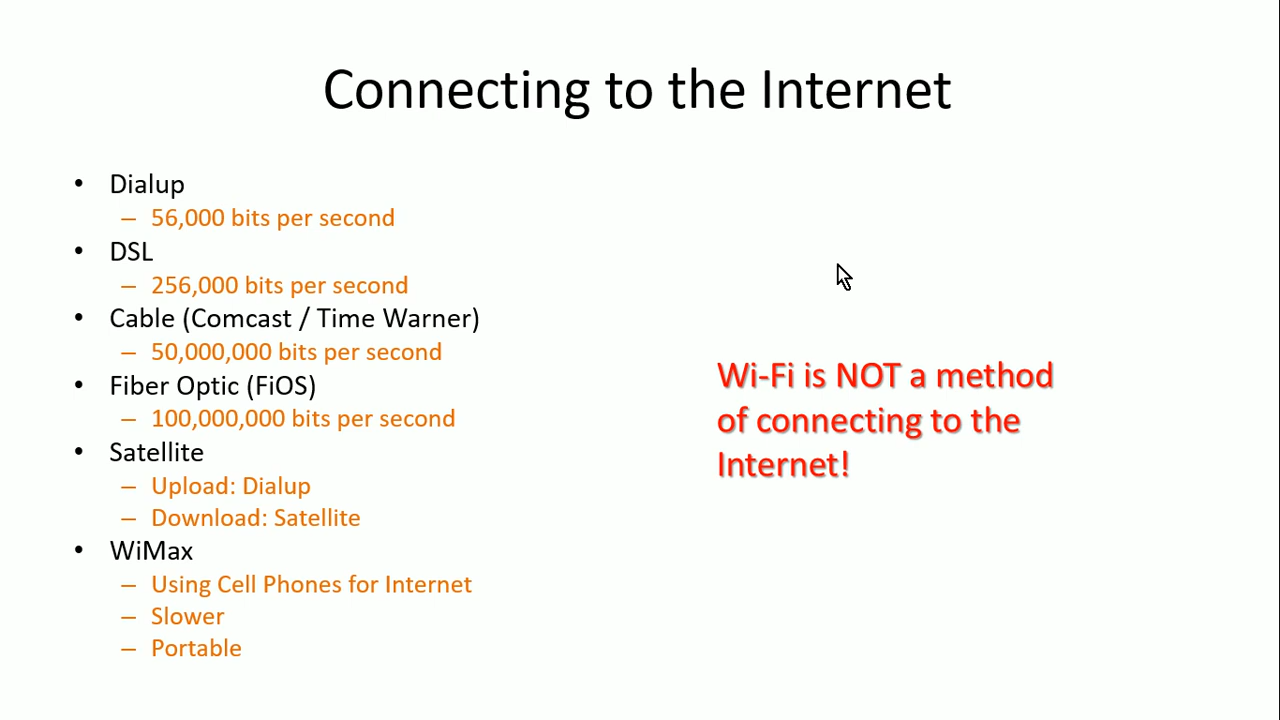 Connecting to the Internet
• Dialup
– 56,000 bits per second
• DSL
– 256,000 bits per second
• Cable (Comcast / Time Warner)
– 50,000,000 bits per second
• Fiber Optic (FiOS)
– 100,000,000 bits per second
• Satellite
– Upload: Dialup
– Download: Satellite
• WiMax
– Using Cell Phones for Internet
– Slower
– Portable
Wi-Fi is NOT a method
of connecting to the
Internet!